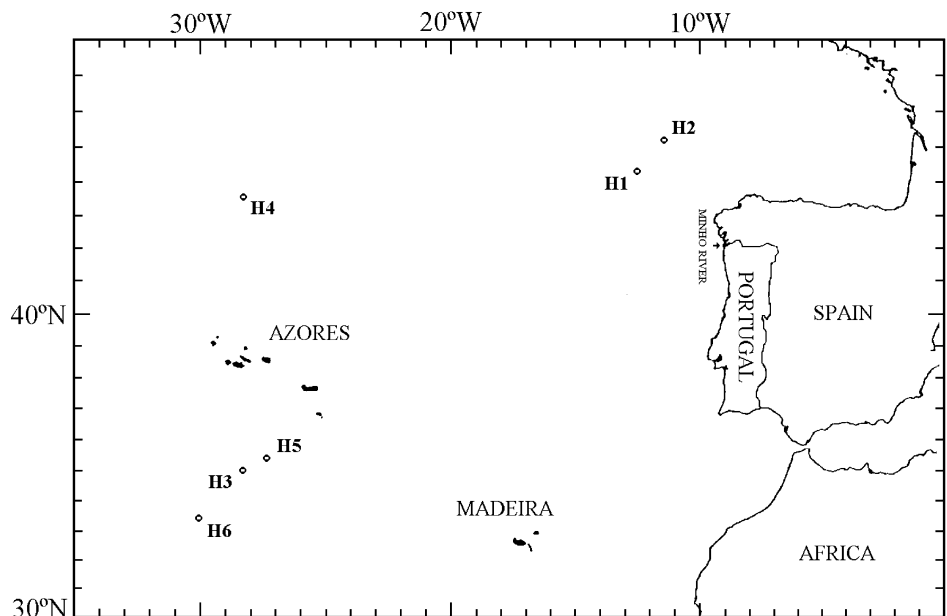 30ºW 20ºW 10ºW
H2
H1
H4
MINHO RIVER
PORTUGAL
SPAIN
40ºN
AZORES
H5
H3
MADEIRA
H6
AFRICA
30ºN